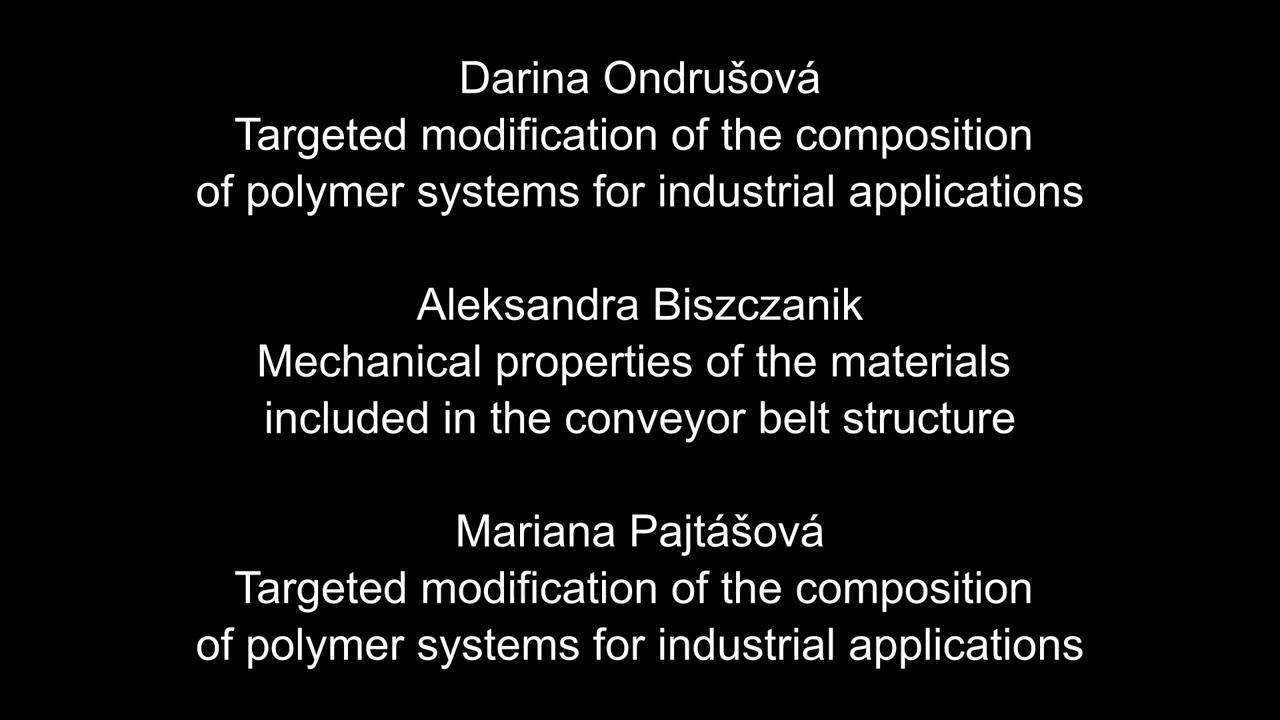 Darina Ondrušová
Targeted modification of the composition
of polymer systems for industrial applications
Aleksandra Biszczanik
Mechanical properties of the materials
included in the conveyor belt structure
Mariana Pajtášová
Targeted modification of the composition
of polymer systems for industrial applications